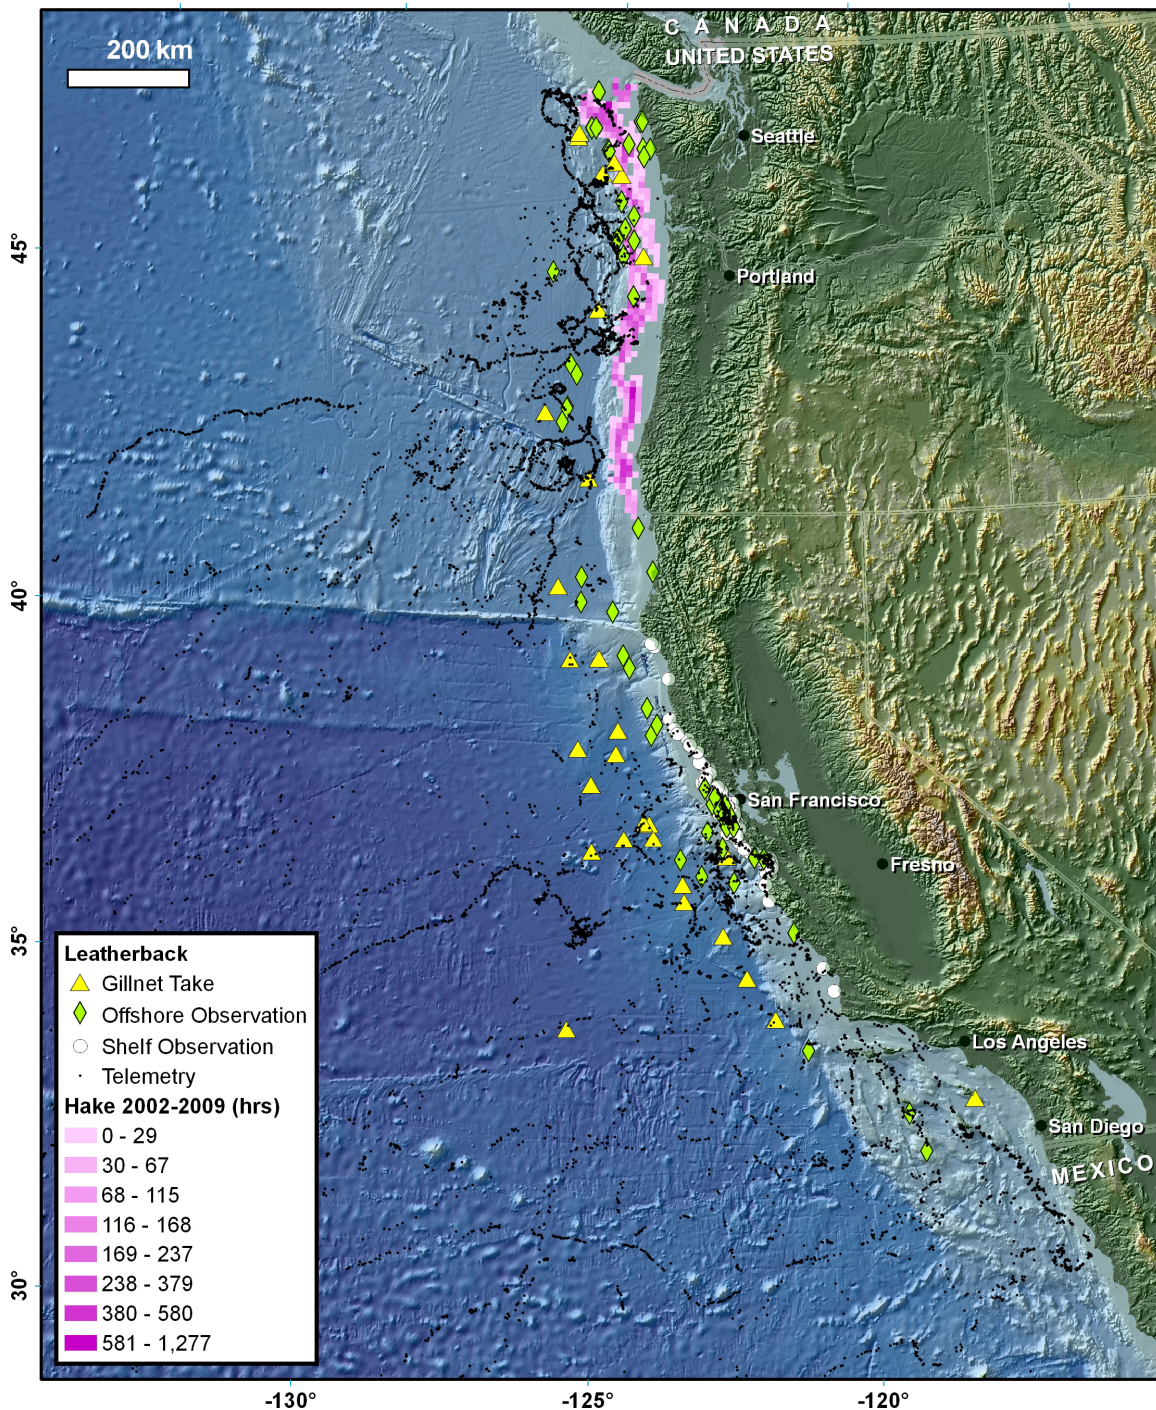 200 km
C A N A D A
UNITED STATES
Seattle
45°
Portland
40°
San Francisco
Fresno
35°
Leatherback
Gillnet Take
Offshore Observation
Shelf Observation
Telemetry
Hake 2002-2009 (hrs)
0 - 29
30 - 67
68 - 115
116 - 168
169 - 237
238 - 379
380 - 580
581 - 1,277
Los Angeles
San Diego
MEXICO
30°
-130°
-125°
-120°